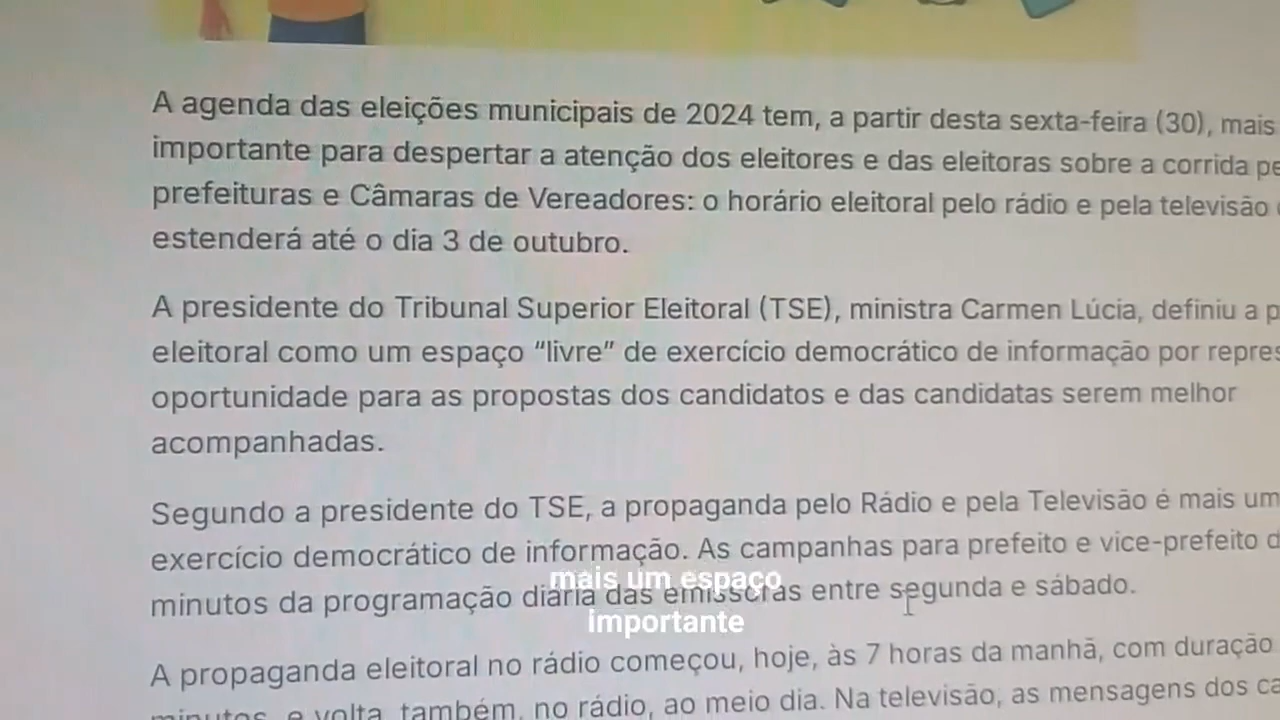 A agenda das eleições municipais de 2024 tem, a partir desta sexta-feira (30), mais
importante para despertar a atenção dos eleitores e das eleitoras sobre a corrida
prefeituras e Câmaras de Vereadores: o horário eleitoral pelo rádio e pela televisão
estenderá até o dia 3 de outubro.
A presidente do Tribunal Superior Eleitoral (TSE), ministra Carmen Lúcia, definiu a
eleitoral como um espaço “livre” de exercício democrático de informação por
oportunidade para as propostas dos candidatos e das candidatas serem melhor
acompanhadas.
Segundo a presidente do TSE, a propaganda pelo Rádio e pela Televisão é mais um
exercício democrático de informação. As campanhas para prefeito e vice-prefeito
minutos da programação diária das emissoras entre segunda e sábado.
mais um espaço
importante
A propaganda eleitoral no rádio começou, hoje, às 7 horas da manhã, com duração
minutos, e volta, também, no rádio, ao meio dia. Na televisão, as mensagens dos